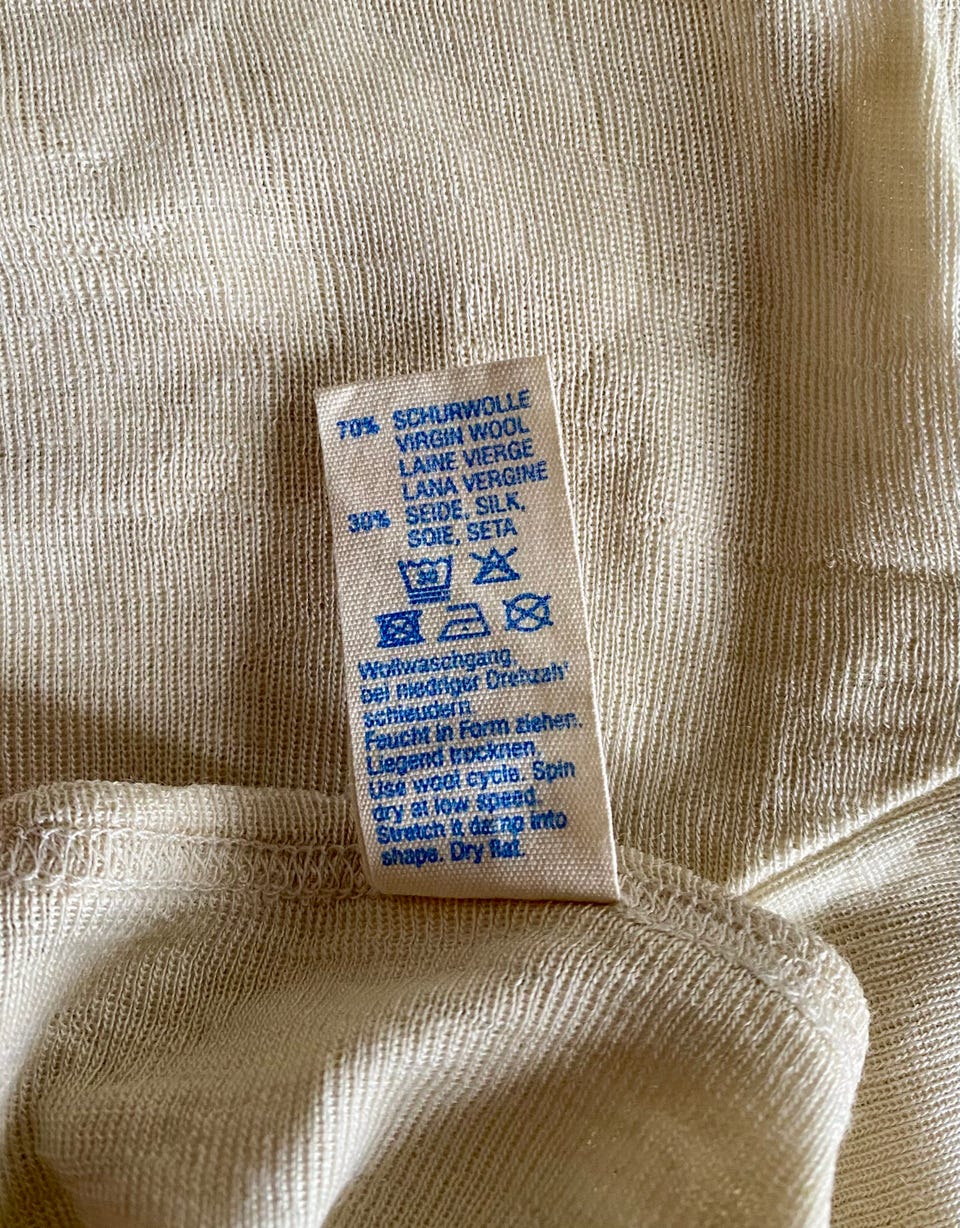 70% SCHURWOLLE
VIRGIN WOOL
LAINE VIERGE
LANA VERGINE
30% SEIDE, SILK,
SOIE, SETA
Wollwaschgang,
bei niedriger Drehzahl
schleudern.
Feucht in Form ziehen.
Liegend trocknen.
Use wool cycle. Spin
dry at low speed.
Stretch it damp into
shape. Dry flat.